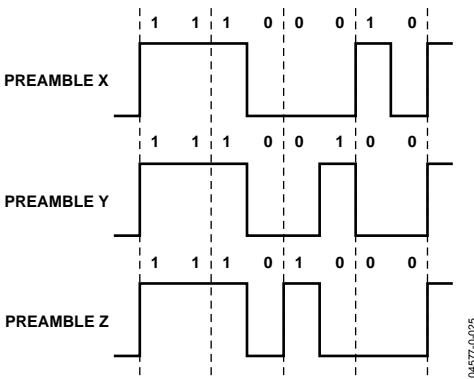 1 1 1 0 0 0 1 0
PREAMBLE X
1 1 1 0 0 1 0 0
PREAMBLE Y
1 1 1 0 1 0 0 0
PREAMBLE Z
04577-0-025